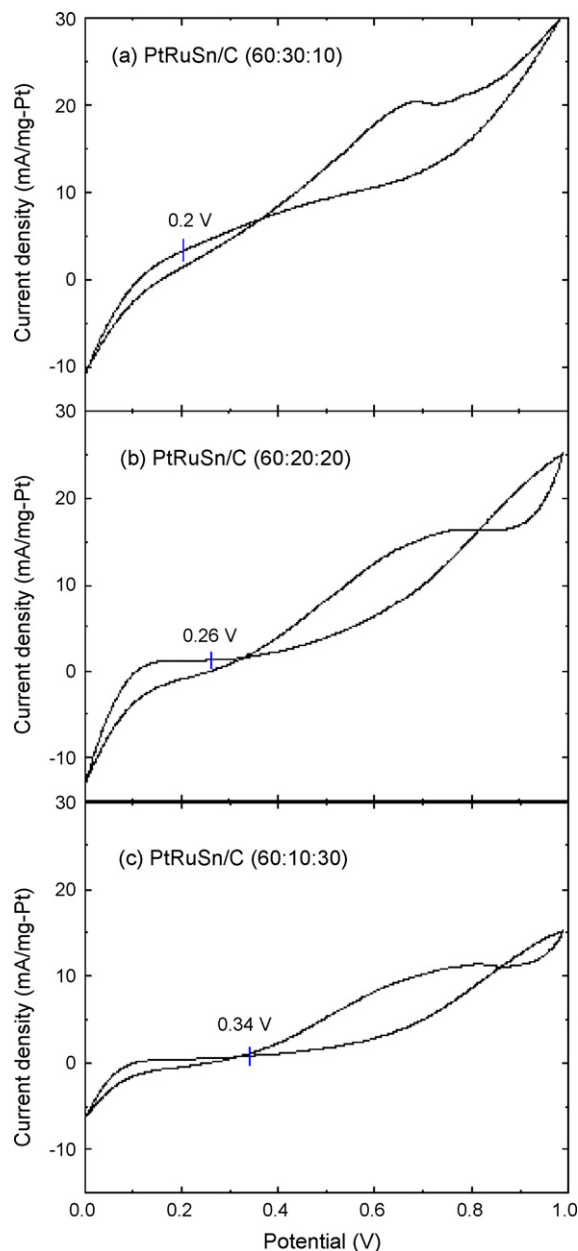 30
(a) PtRuSn/C (60:30:10)
20
10
0.2 V
0
-10
Current density (mA/mg-Pt)
30
(b) PtRuSn/C (60:20:20)
20
10
0.26 V
0
-10
Current density (mA/mg-Pt)
30
(c) PtRuSn/C (60:10:30)
20
10
0.34 V
0
-10
Current density (mA/mg-Pt)
0.0 0.2 0.4 0.6 0.8 1.0
Potential (V)